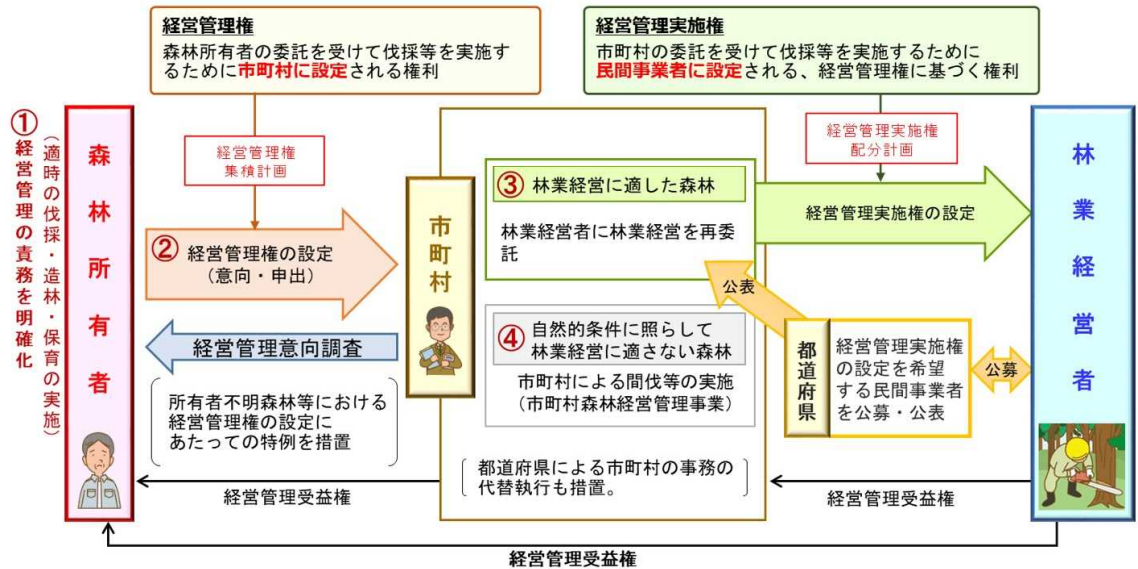 経営管理権
森林所有者の委託を受けて伐採等を実施す
るために市町村に設定される権利
経営管理実施権
市町村の委託を受けて伐採等を実施するために
民間事業者に設定される、経営管理権に基づく権利
①経営管理の責務を明確化
（適時の伐採・造林・保育の実施）
森林所有者
経営管理権
集積計画
②
経営管理権の設定
（意向・申出）
経営管理意向調査
所有者不明森林等における
経営管理権の設定に
あたっての特例を措置
市町村
③ 林業経営に適した森林
林業経営者に林業経営を再委
託
④
自然的条件に照らして
林業経営に適さない森林
市町村による間伐等の実施
（市町村森林経営管理事業）
都道府県による市町村の事務の
代替執行も措置。
経営管理実施権
配分計画
経営管理実施権の設定
公表
都道府県
経営管理実施権
の設定を希望
する民間事業者
を公募・公表
公募
林業経営者
経営管理受益権
経営管理受益権
経営管理受益権